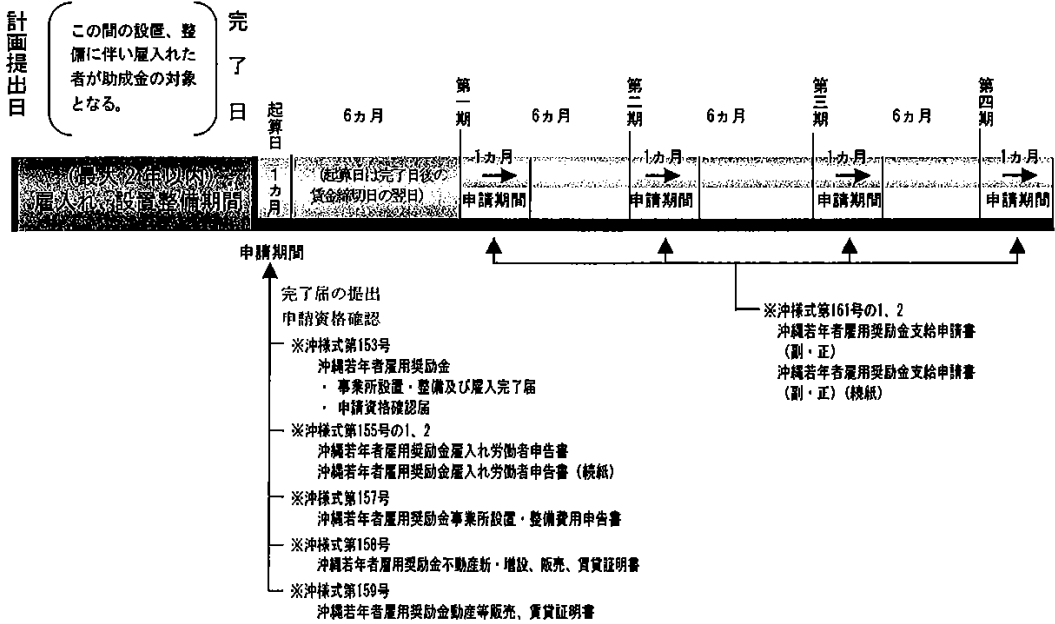 計画提出日
この間の設置、整
備に伴い雇入れた
者が助成金の対象
となる。
完了日
起算日
6ヵ月
第一期
6ヵ月
第二期
6ヵ月
第三期
6ヵ月
第四期
(最大2年以内)
雇入れ、設置整備期間
1ヵ月
(起算日は完了日後の
賃金締切日の翌日)
1ヵ月
申請期間
1ヵ月
申請期間
1ヵ月
申請期間
1ヵ月
申請期間
申請期間
完了届の提出
申請資格確認
※沖様式第153号
沖縄若年者雇用奨励金
・ 事業所設置・整備及び雇入完了届
・ 申請資格確認届
※沖様式第155号の1、2
沖縄若年者雇用奨励金雇入れ労働者申告書
沖縄若年者雇用奨励金雇入れ労働者申告書(続紙)
※沖様式第157号
沖縄若年者雇用奨励金事業所設置・整備費用申告書
※沖様式第158号
沖縄若年者雇用奨励金不動産新・増設、販売、賃貸証明書
※沖様式第159号
沖縄若年者雇用奨励金動産等販売、賃貸証明書
※沖様式第161号の1、2
沖縄若年者雇用奨励金支給申請書
(副・正)
沖縄若年者雇用奨励金支給申請書
(副・正)(続紙)